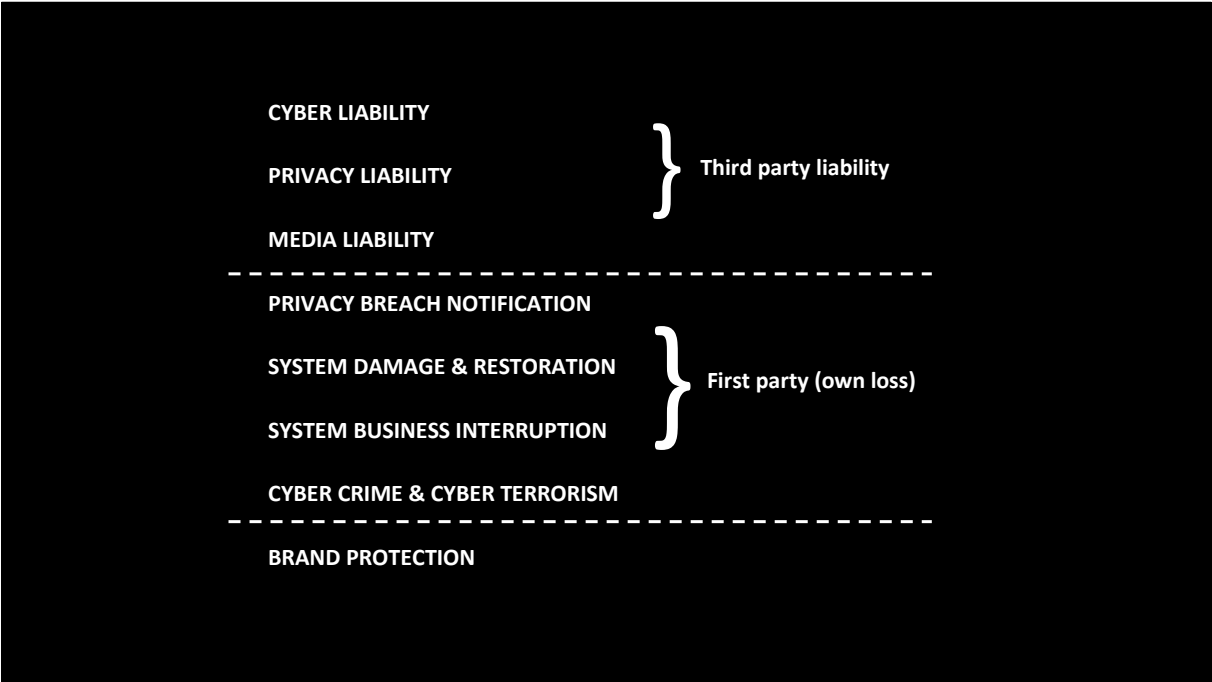 CYBER LIABILITY
PRIVACY LIABILITY
Third party liability
MEDIA LIABILITY
PRIVACY BREACH NOTIFICATION
SYSTEM DAMAGE & RESTORATION
First party (own loss)
SYSTEM BUSINESS INTERRUPTION
CYBER CRIME & CYBER TERRORISM
BRAND PROTECTION